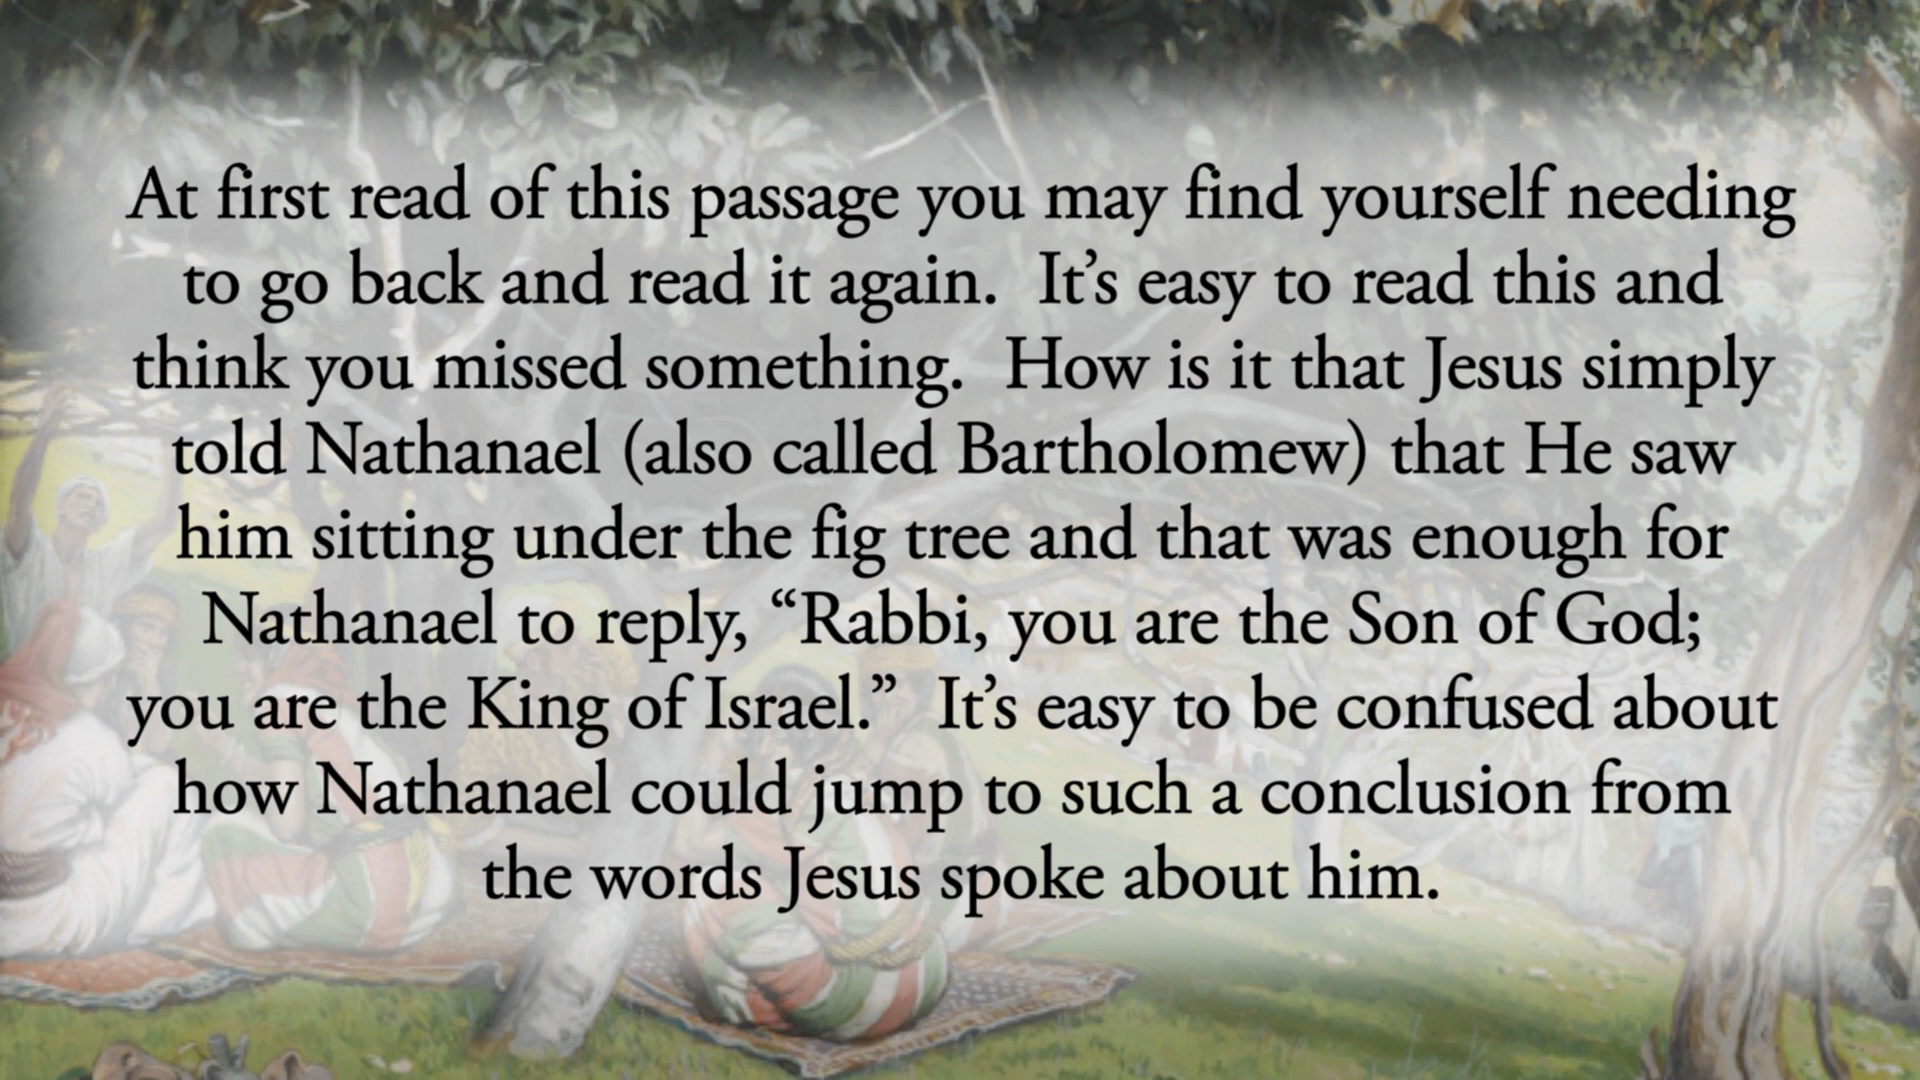 At first read of this passage you may find yourself needing
to go back and read it again.  It’s easy to read this and
think you missed something.  How is it that Jesus simply
told Nathanael (also called Bartholomew) that He saw
him sitting under the fig tree and that was enough for
Nathanael to reply, “Rabbi, you are the Son of God;
you are the King of Israel.”  It’s easy to be confused about
how Nathanael could jump to such a conclusion from
the words Jesus spoke about him.